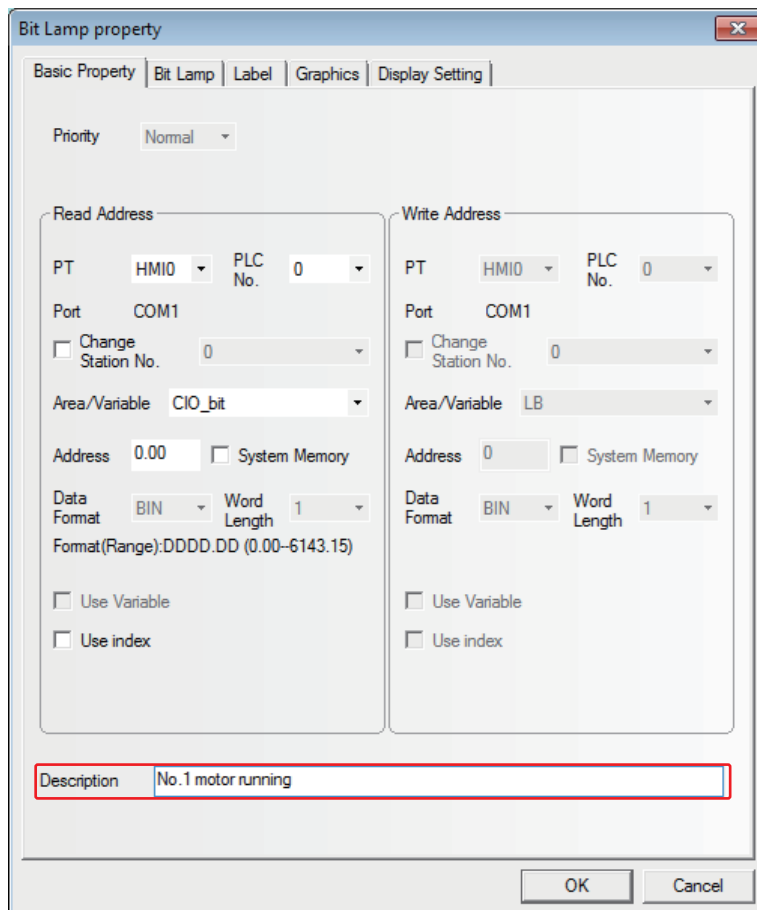 Bit Lamp property
Basic Property Bit Lamp Label Graphics Display Setting
Priority Normal
Read Address
PT HMI0 PLC No. 0
Port COM1
Change Station No. 0
Area/Variable CIO_bit
Address 0.00 System Memory
Data Format BIN Word Length 1
Format(Range):DDDD.DD (0.00--6143.15)
Use Variable
Use index
Write Address
PT HMI0 PLC No. 0
Port COM1
Change Station No. 0
Area/Variable LB
Address 0 System Memory
Data Format BIN Word Length 1
Use Variable
Use index
Description No.1 motor running
OK Cancel